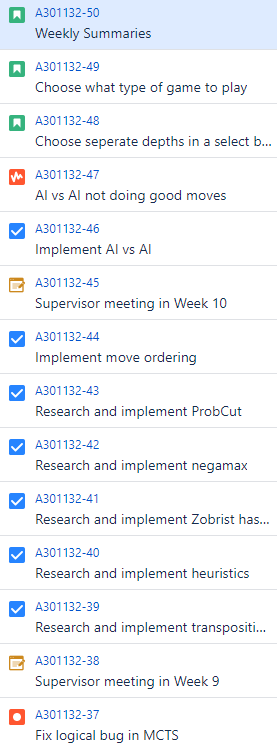 A301132-50
Weekly Summaries
A301132-49
Choose what type of game to play
A301132-48
Choose seperate depths in a select b...
A301132-47
AI vs AI not doing good moves
A301132-46
Implement AI vs AI
A301132-45
Supervisor meeting in Week 10
A301132-44
Implement move ordering
A301132-43
Research and implement ProbCut
A301132-42
Research and implement negamax
A301132-41
Research and implement Zobrist has...
A301132-40
Research and implement heuristics
A301132-39
Research and implement transpositi...
A301132-38
Supervisor meeting in Week 9
A301132-37
Fix logical bug in MCTS